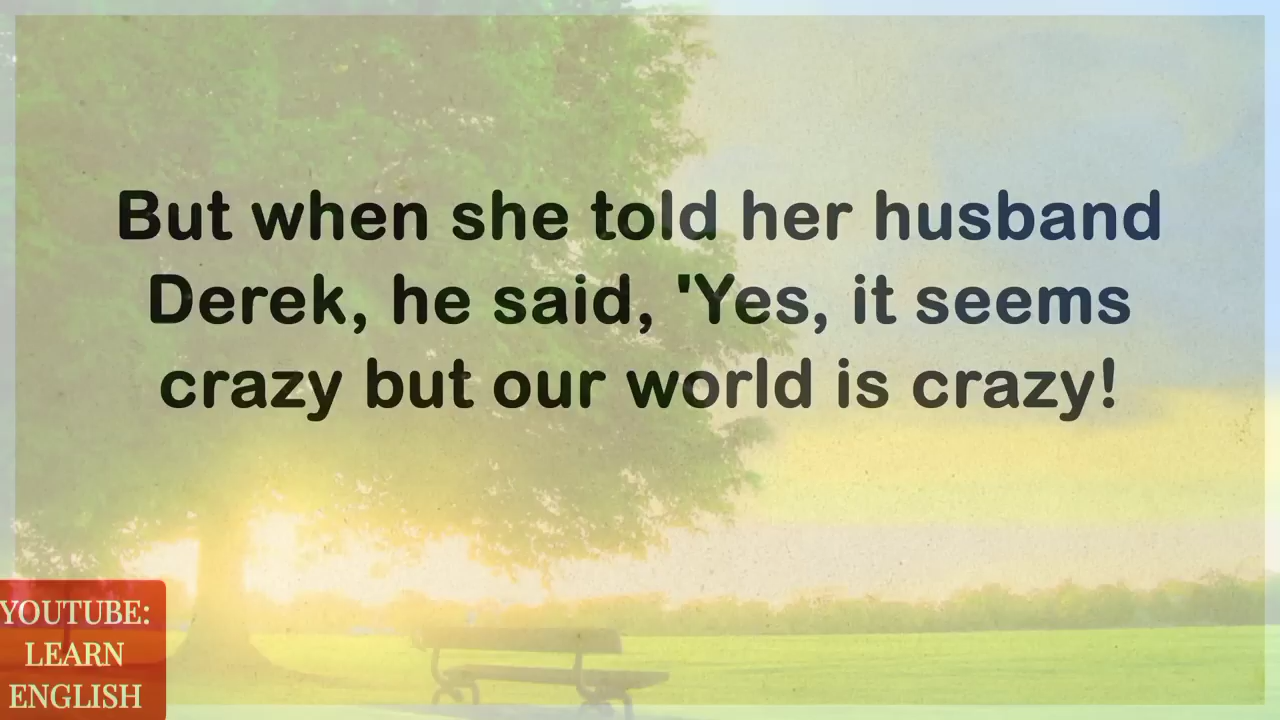 But when she told her husband
Derek, he said, 'Yes, it seems
crazy but our world is crazy!
YOUTUBE:
LEARN
ENGLISH